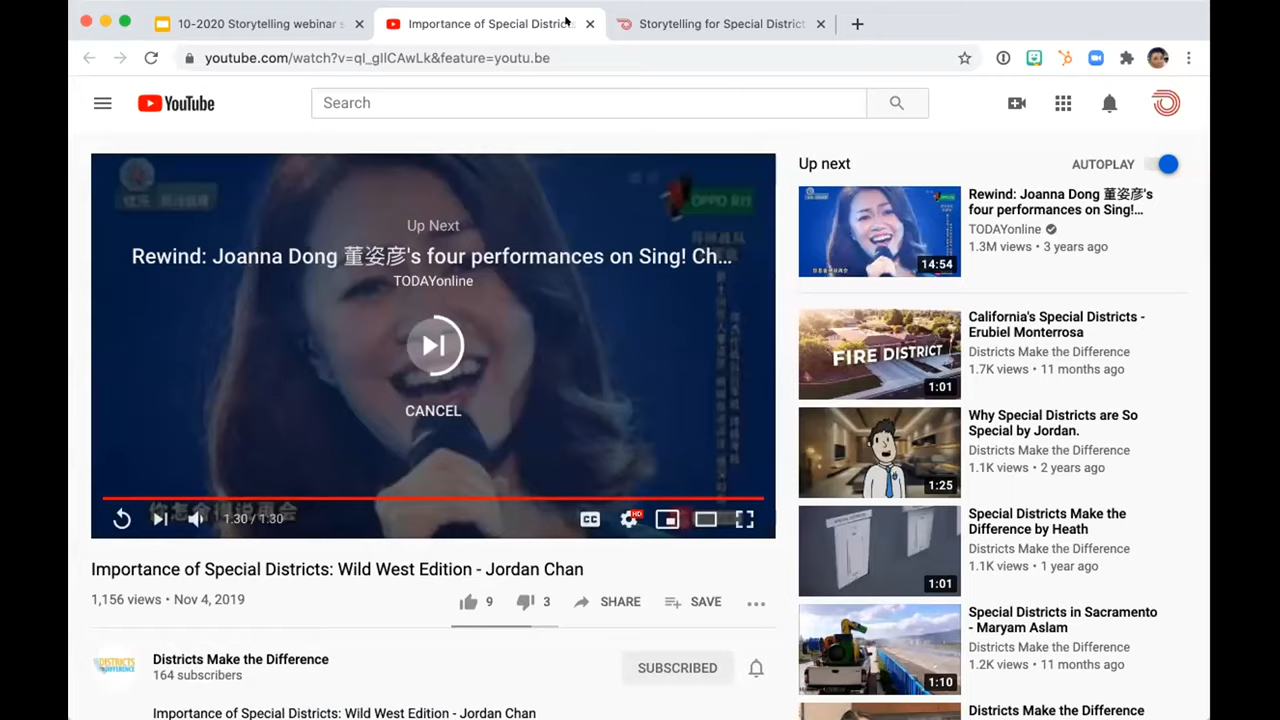 10-2020 Storytelling webinar s
Importance of Special District
Storytelling for Special District
youtube.com/watch?v=ql_gIlCAwLk&feature=youtu.be
YouTube
Search
OPPO
Up Next
Rewind: Joanna Dong 董姿彦's four performances on Sing! Ch...
TODAYonline
CANCEL
1:30 / 1:30
CC
HD
Importance of Special Districts: Wild West Edition - Jordan Chan
1,156 views • Nov 4, 2019
9
3
SHARE
SAVE
DISTRICTS
Districts Make the Difference
164 subscribers
SUBSCRIBED
Importance of Special Districts: Wild West Edition - Jordan Chan
Up next
AUTOPLAY
14:54
Rewind: Joanna Dong 董姿彦's
four performances on Sing!...
TODAYonline
1.3M views • 3 years ago
FIRE DISTRICT
1:01
California's Special Districts -
Erubiel Monterrosa
Districts Make the Difference
1.7K views • 11 months ago
1:25
Why Special Districts are So
Special by Jordan.
Districts Make the Difference
1.1K views • 2 years ago
1:01
Special Districts Make the
Difference by Heath
Districts Make the Difference
1.1K views • 1 year ago
1:10
Special Districts in Sacramento
- Maryam Aslam
Districts Make the Difference
1.2K views • 11 months ago
Districts Make the Difference